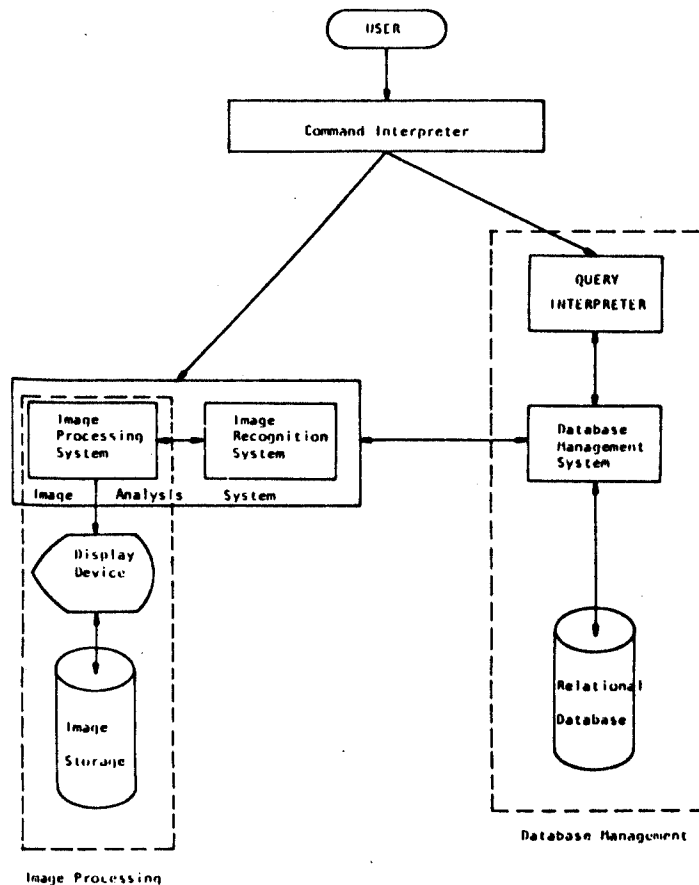 USER
Command Interpreter
QUERY
INTERPRETER
Image
Processing
System
Image
Recognition
System
Database
Management
System
Image Analysis System
Display
Device
Relational
Database
Image
Storage
Database Management
Image Processing